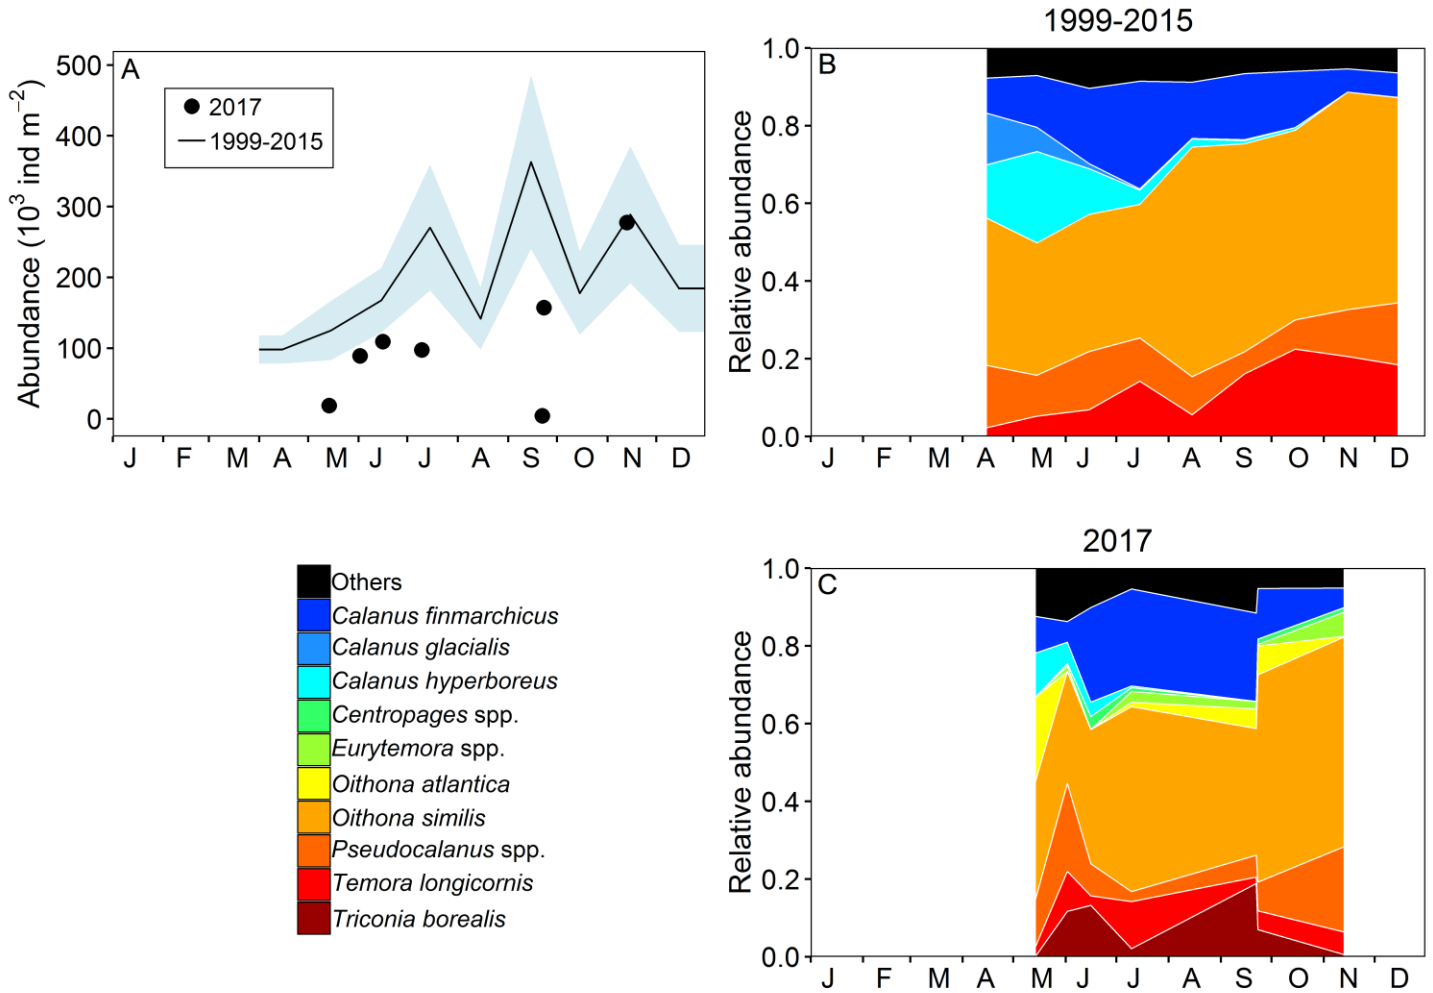 A
500
400
300
200
100
0
Abundance (10³ ind m⁻²)
2017
1999-2015
J F M A M J J A S O N D
1999-2015
B
1.0
0.8
0.6
0.4
0.2
0.0
Relative abundance
J F M A M J J A S O N D
Others
Calanus finmarchicus
Calanus glacialis
Calanus hyperboreus
Centropages spp.
Eurytemora spp.
Oithona atlantica
Oithona similis
Pseudocalanus spp.
Temora longicornis
Triconia borealis
2017
C
1.0
0.8
0.6
0.4
0.2
0.0
Relative abundance
J F M A M J J A S O N D